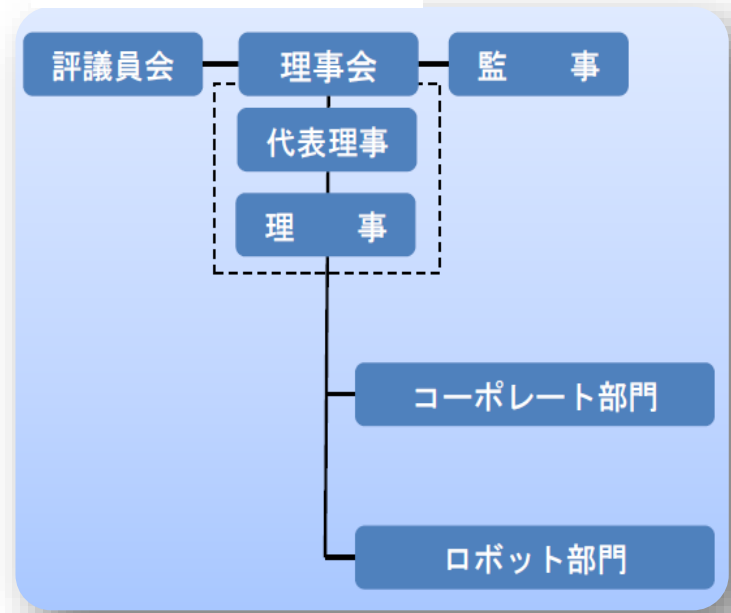 評議員会
理事会
監　　事
代表理事
理　　事
コーポレート部門
ロボット部門